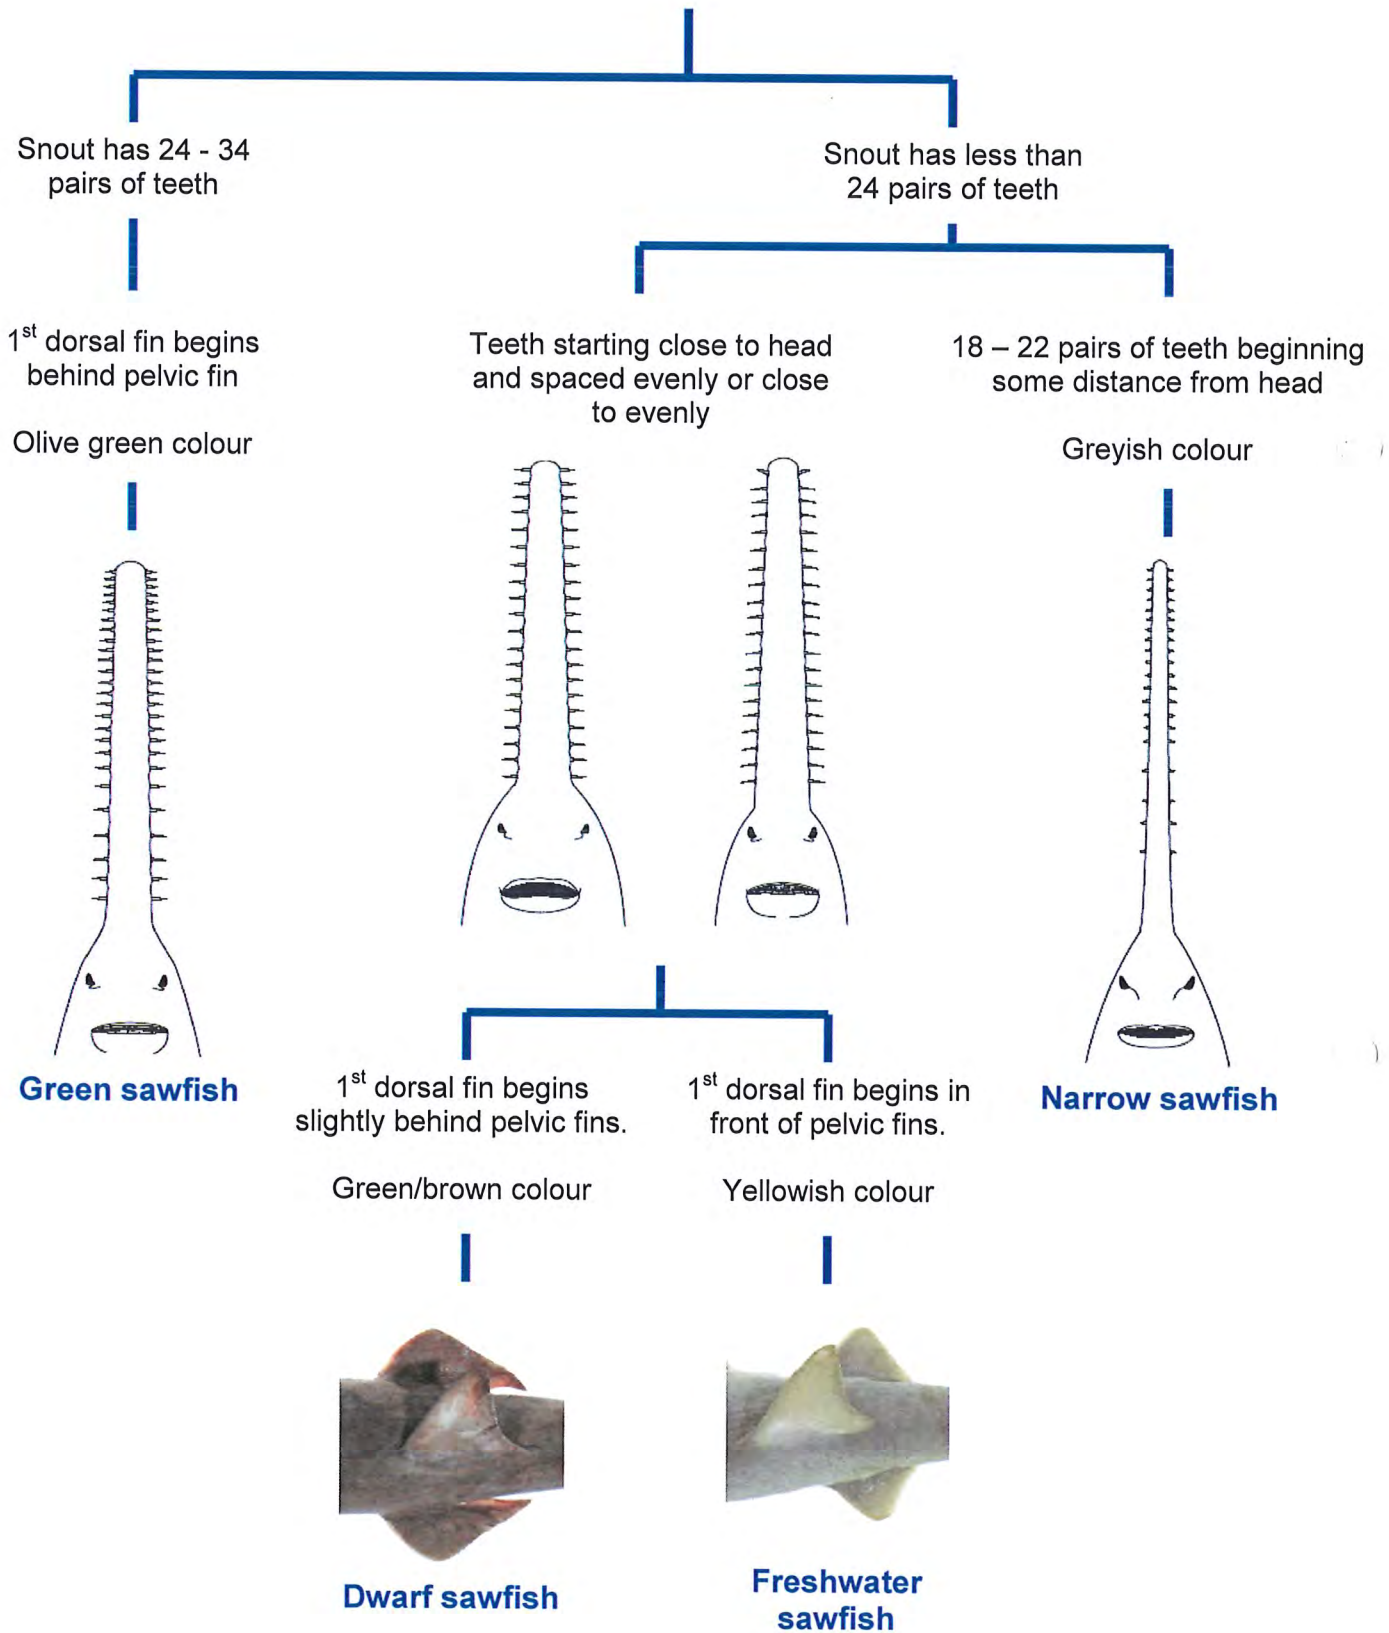 Snout has 24 - 34
pairs of teeth
Snout has less than
24 pairs of teeth
1st dorsal fin begins
behind pelvic fin
Olive green colour
Teeth starting close to head
and spaced evenly or close
to evenly
18 – 22 pairs of teeth beginning
some distance from head
Greyish colour
Green sawfish
1st dorsal fin begins
slightly behind pelvic fins.
Green/brown colour
1st dorsal fin begins in
front of pelvic fins.
Yellowish colour
Narrow sawfish
Dwarf sawfish
Freshwater
sawfish